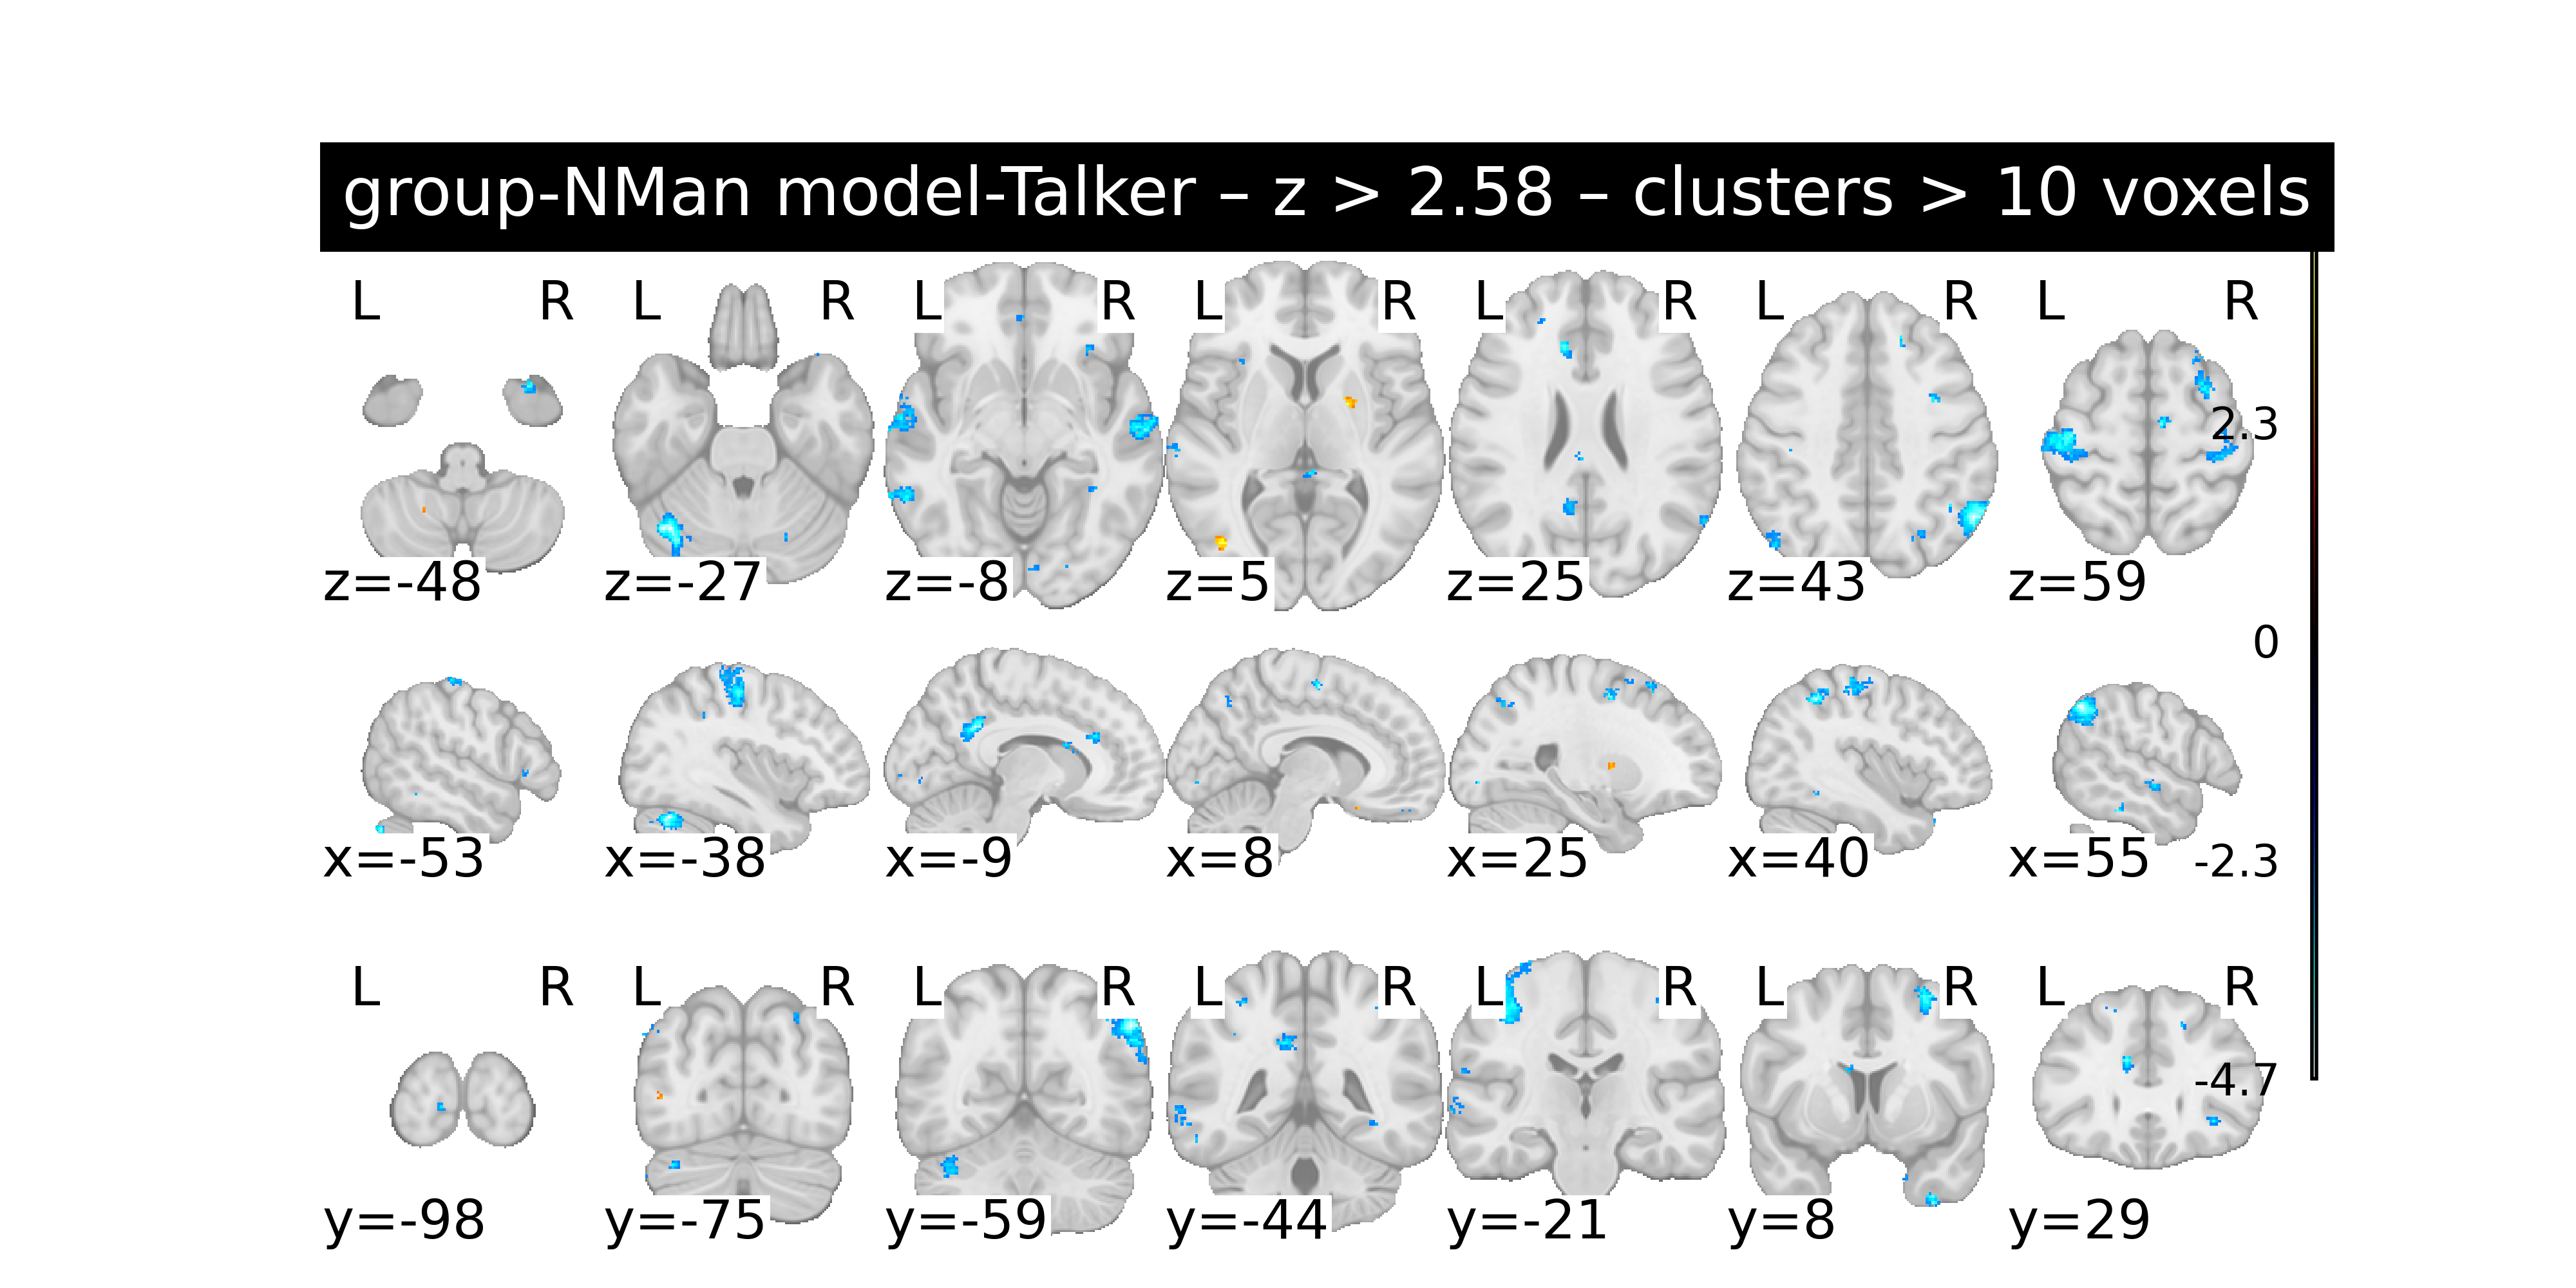 group-NMan model-Talker – z > 2.58 – clusters > 10 voxels
L R L R L R L R L R L R L R
2.3
z=-48 z=-27 z=-8 z=5 z=25 z=43 z=59
0
x=-53 x=-38 x=-9 x=8 x=25 x=40 x=55 -2.3
L R L R L R L R L R L R L R
-4.7
y=-98 y=-75 y=-59 y=-44 y=-21 y=8 y=29